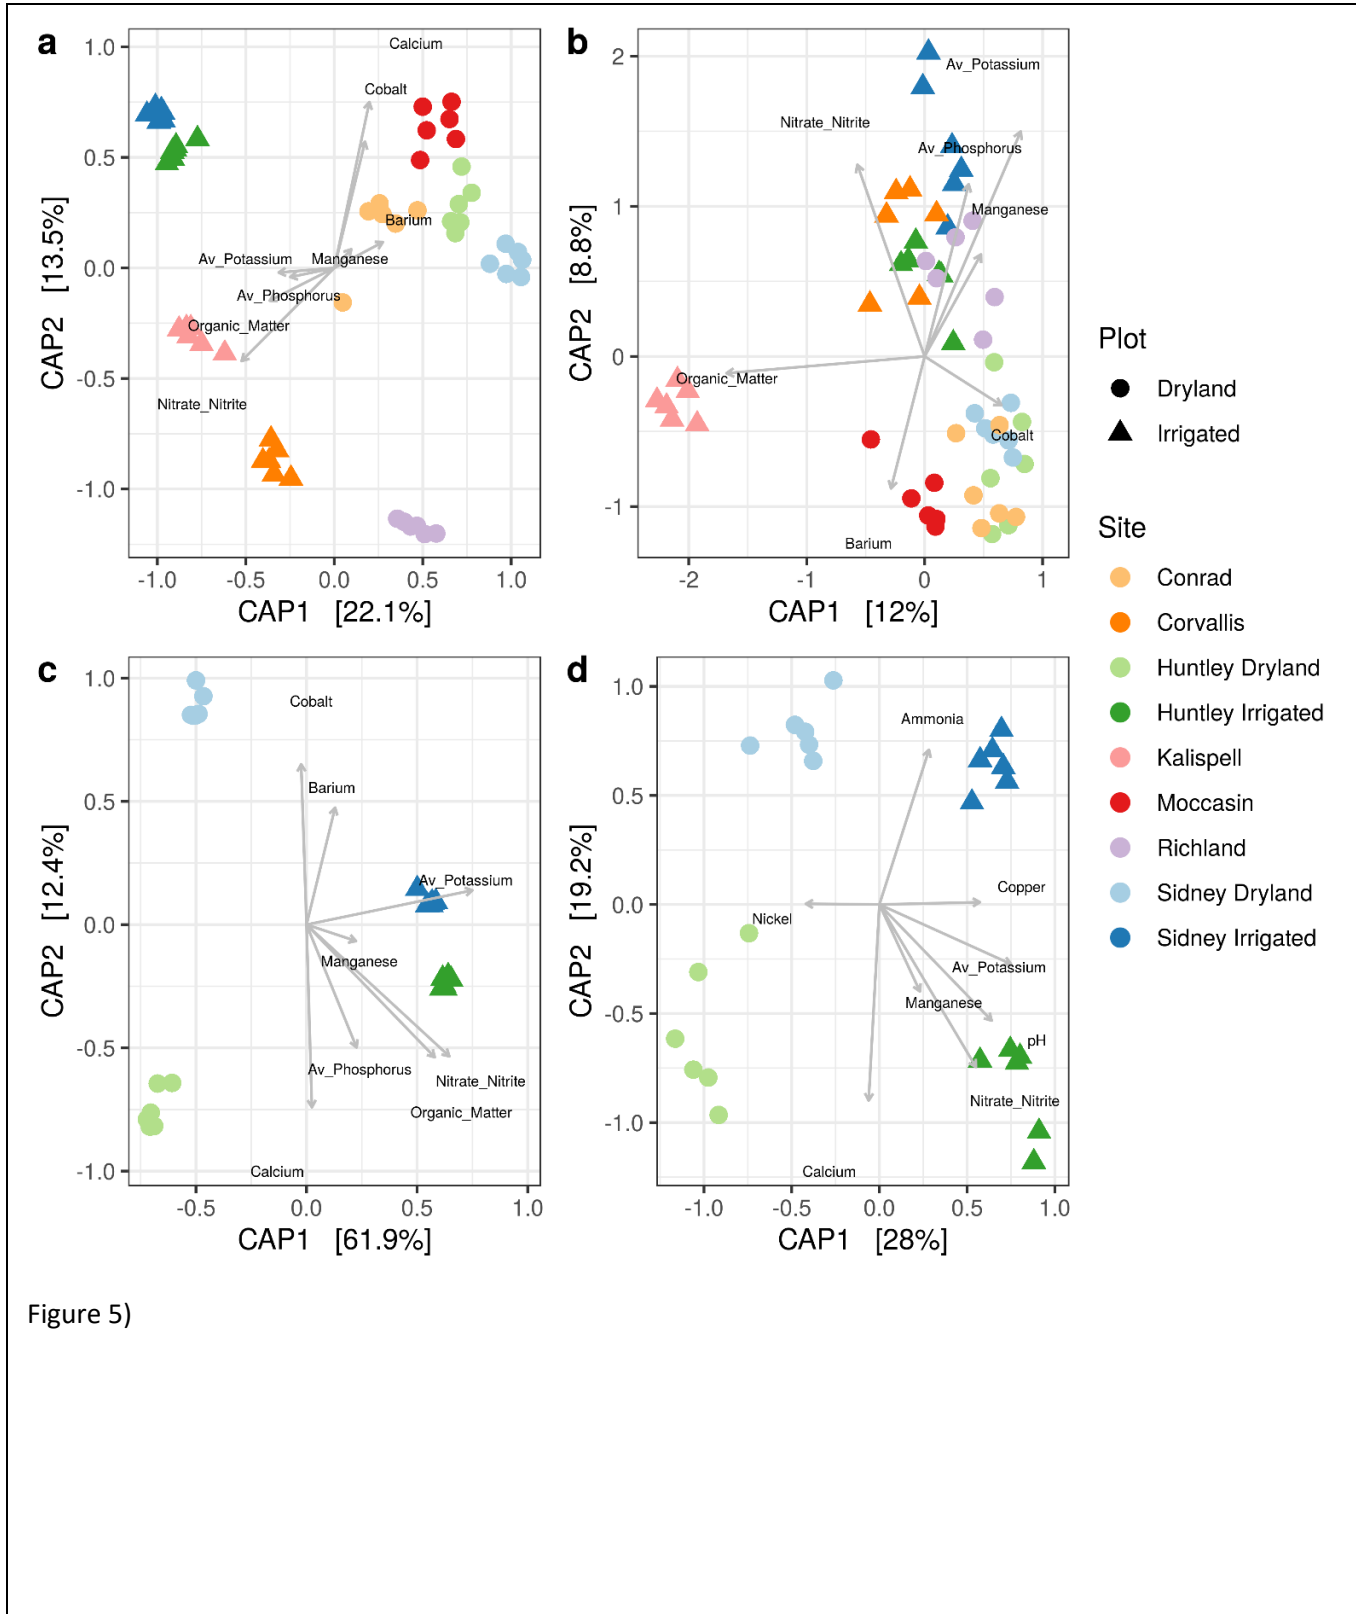 a
1.0
0.5
0.0
-0.5
-1.0
CAP2 [13.5%]
Calcium
Cobalt
Barium
Av_Potassium
Manganese
Av_Phosphorus
Organic_Matter
Nitrate_Nitrite
-1.0 -0.5 0.0 0.5 1.0
CAP1 [22.1%]
b
2
1
0
-1
CAP2 [8.8%]
Av_Potassium
Nitrate_Nitrite
Av_Phosphorus
Manganese
Organic_Matter
Cobalt
Barium
-2 -1 0 1
CAP1 [12%]
c
1.0
0.5
0.0
-0.5
-1.0
CAP2 [12.4%]
Cobalt
Barium
Av_Potassium
Manganese
Av_Phosphorus
Nitrate_Nitrite
Organic_Matter
Calcium
-0.5 0.0 0.5 1.0
CAP1 [61.9%]
d
1.0
0.5
0.0
-0.5
-1.0
CAP2 [19.2%]
Ammonia
Copper
Nickel
Av_Potassium
Manganese
pH
Nitrate_Nitrite
Calcium
-1.0 -0.5 0.0 0.5 1.0
CAP1 [28%]
Plot
Dryland
Irrigated
Site
Conrad
Corvallis
Huntley Dryland
Huntley Irrigated
Kalispell
Moccasin
Richland
Sidney Dryland
Sidney Irrigated
Figure 5)